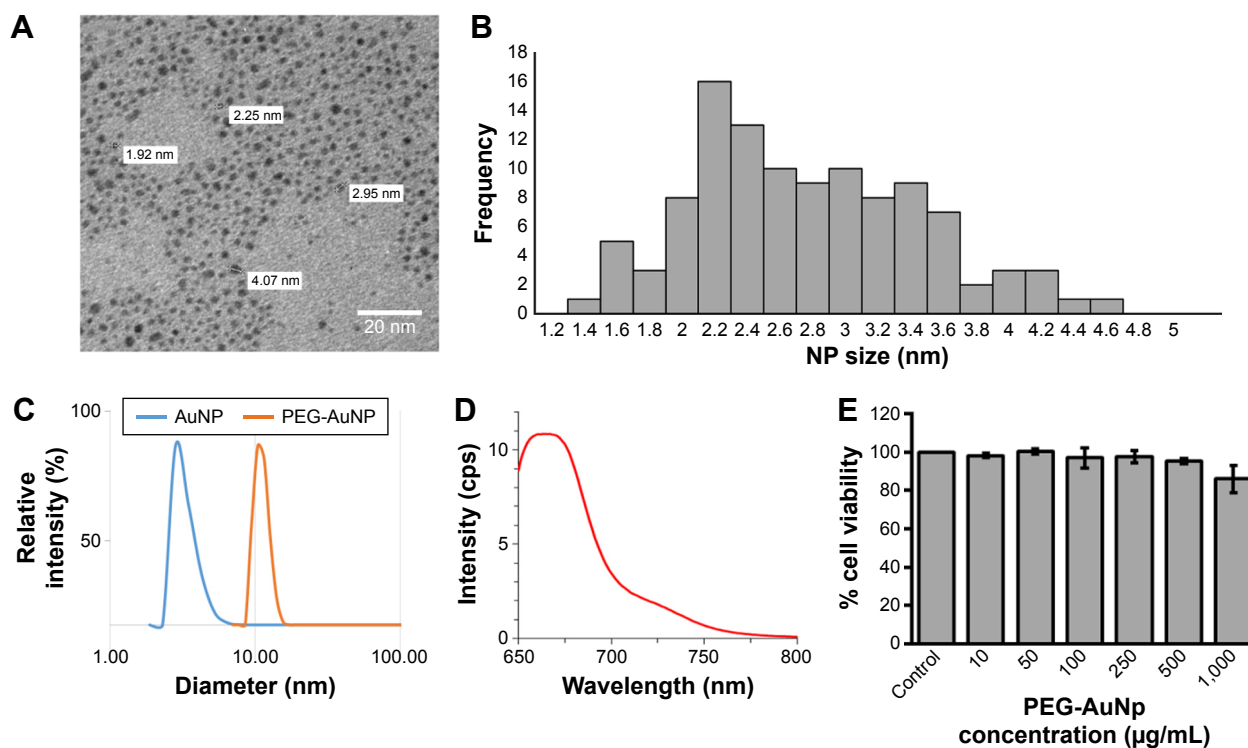 A
2.25 nm
1.92 nm
2.95 nm
4.07 nm
20 nm
B
Frequency
18
16
14
12
10
8
6
4
2
0
1.2 1.4 1.6 1.8 2 2.2 2.4 2.6 2.8 3 3.2 3.4 3.6 3.8 4 4.2 4.4 4.6 4.8 5
NP size (nm)
C
AuNP PEG-AuNP
Relative
intensity (%)
100
50
1.00 10.00 100.00
Diameter (nm)
D
Intensity (cps)
10
5
0
650 700 750 800
Wavelength (nm)
E
% cell viability
120
100
80
60
40
20
0
Control 10 50 100 250 500 1,000
PEG-AuNp
concentration (µg/mL)